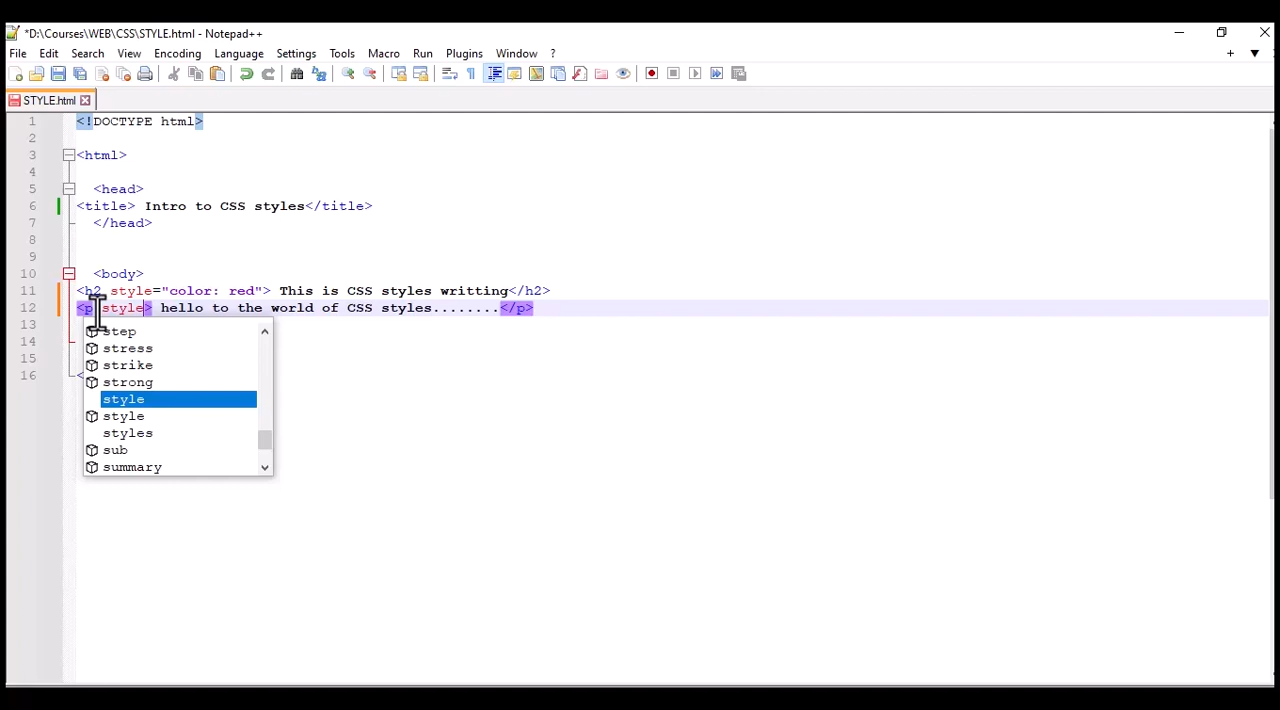 *D:\Courses\WEB\CSS\STYLE.html - Notepad++
File Edit Search View Encoding Language Settings Tools Macro Run Plugins Window ?
STYLE.html
1 <!DOCTYPE html>
2
3 <html>
4
5 <head>
6 <title> Intro to CSS styles</title>
7 </head>
8
9
10 <body>
11 <h2 style="color: red"> This is CSS styles writting</h2>
12 <p style> hello to the world of CSS styles........</p>
13
14
15
16 <
step
stress
strike
strong
style
style
styles
sub
summary